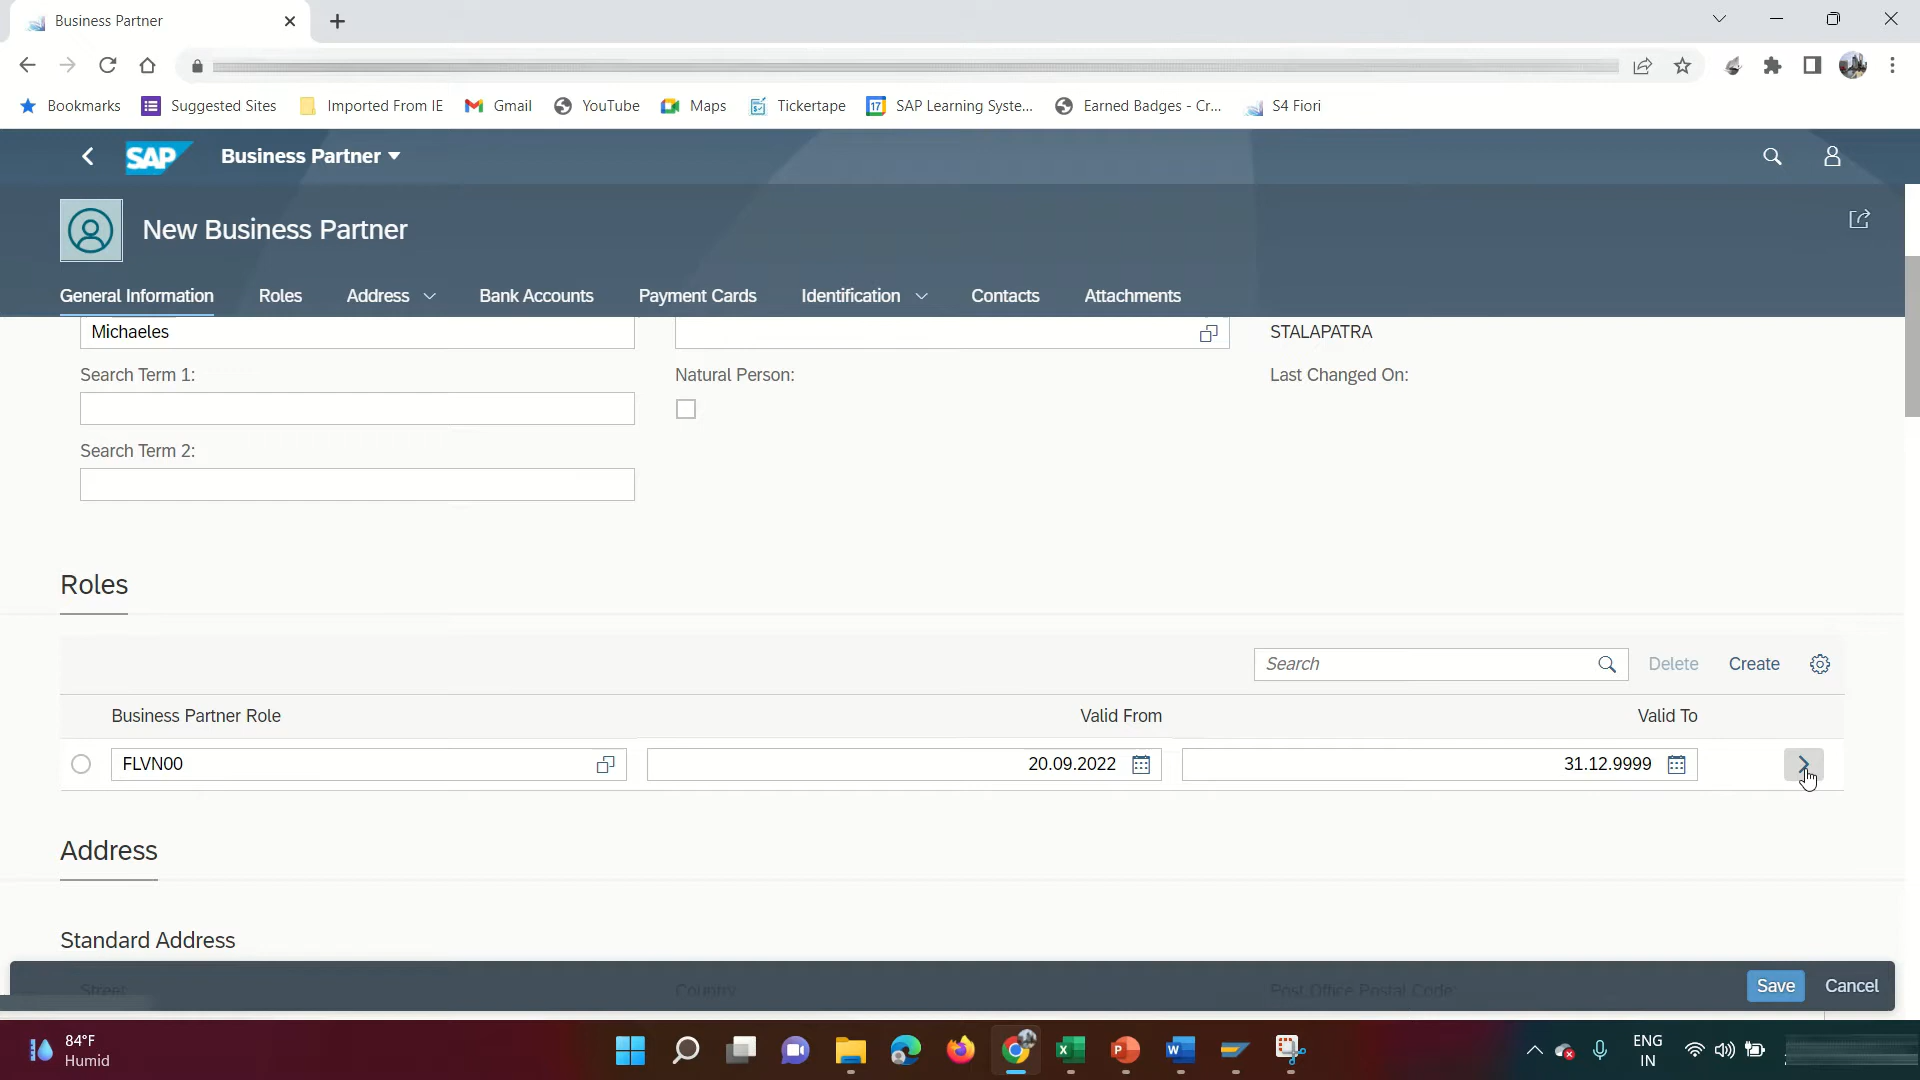 Business Partner
Bookmarks Suggested Sites Imported From IE Gmail YouTube Maps Tickertape 17 SAP Learning Syste... Earned Badges - Cr... S4 Fiori
SAP Business Partner
New Business Partner
General Information Roles Address Bank Accounts Payment Cards Identification Contacts Attachments
Michaeles STALAPATRA
Search Term 1: Natural Person: Last Changed On:
Search Term 2:
Roles
Search Delete Create
Business Partner Role Valid From Valid To
FLVN00 20.09.2022 31.12.9999
Address
Standard Address
Street Country Post Office Postal Code
Save Cancel
84°F
Humid
ENG
IN